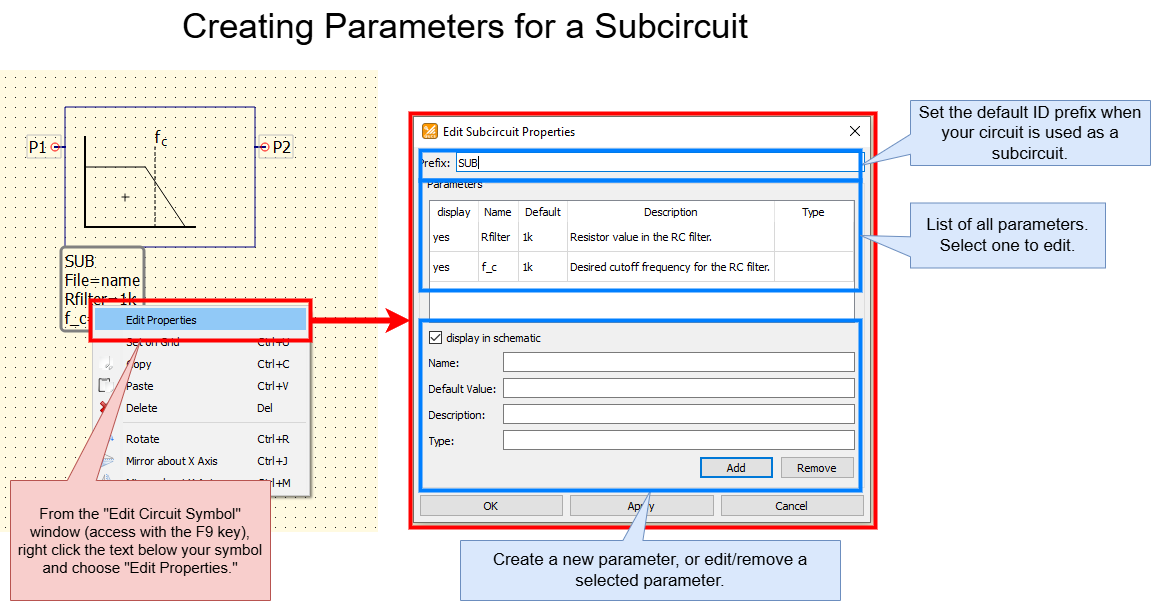 Creating Parameters for a Subcircuit
P1
fc
P2
SUB
File=name
Rfilter=1k
f_c=
Edit Properties
Set on Grid Ctrl+U
Copy Ctrl+C
Paste Ctrl+V
Delete Del
Rotate Ctrl+R
Mirror about X Axis Ctrl+J
Ctrl+M
From the "Edit Circuit Symbol"
window (access with the F9 key),
right click the text below your symbol
and choose "Edit Properties."
Edit Subcircuit Properties
Prefix: SUB
Parameters
display Name Default Description Type
yes Rfilter 1k Resistor value in the RC filter.
yes f_c 1k Desired cutoff frequency for the RC filter.
display in schematic
Name:
Default Value:
Description:
Type:
Add Remove
OK Apply Cancel
Set the default ID prefix when
your circuit is used as a
subcircuit.
List of all parameters.
Select one to edit.
Create a new parameter, or edit/remove a
selected parameter.